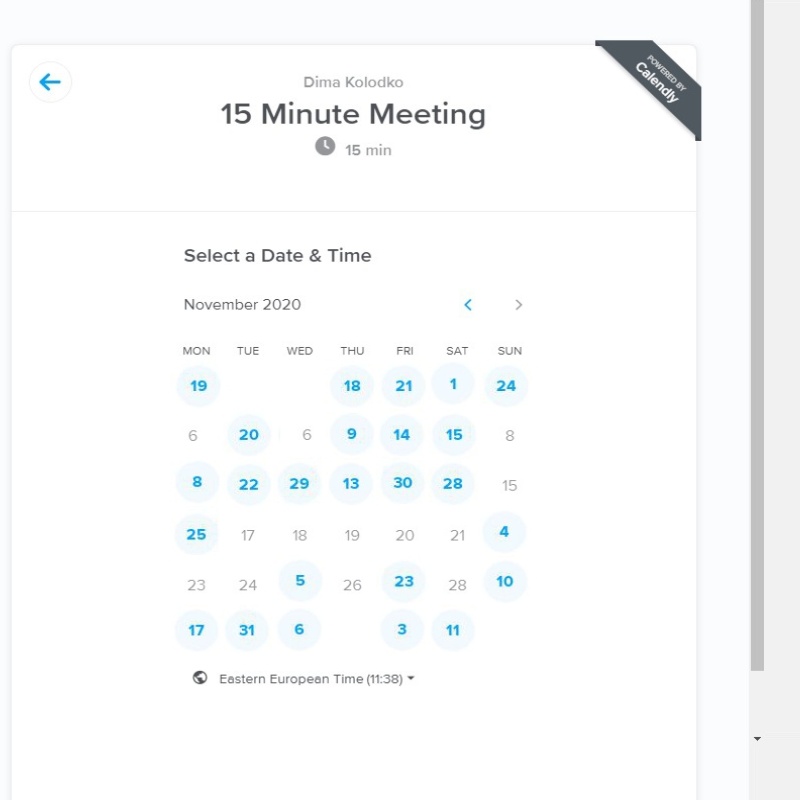 Dima Kolodko
15 Minute Meeting
15 min
POWERED BY
Calendly
Select a Date & Time
November 2020
MON TUE WED THU FRI SAT SUN
19 18 21 1 24
6 20 6 9 14 15 8
8 22 29 13 30 28 15
25 17 18 19 20 21 4
23 24 5 26 23 28 10
17 31 6 3 11
Eastern European Time (11:38)